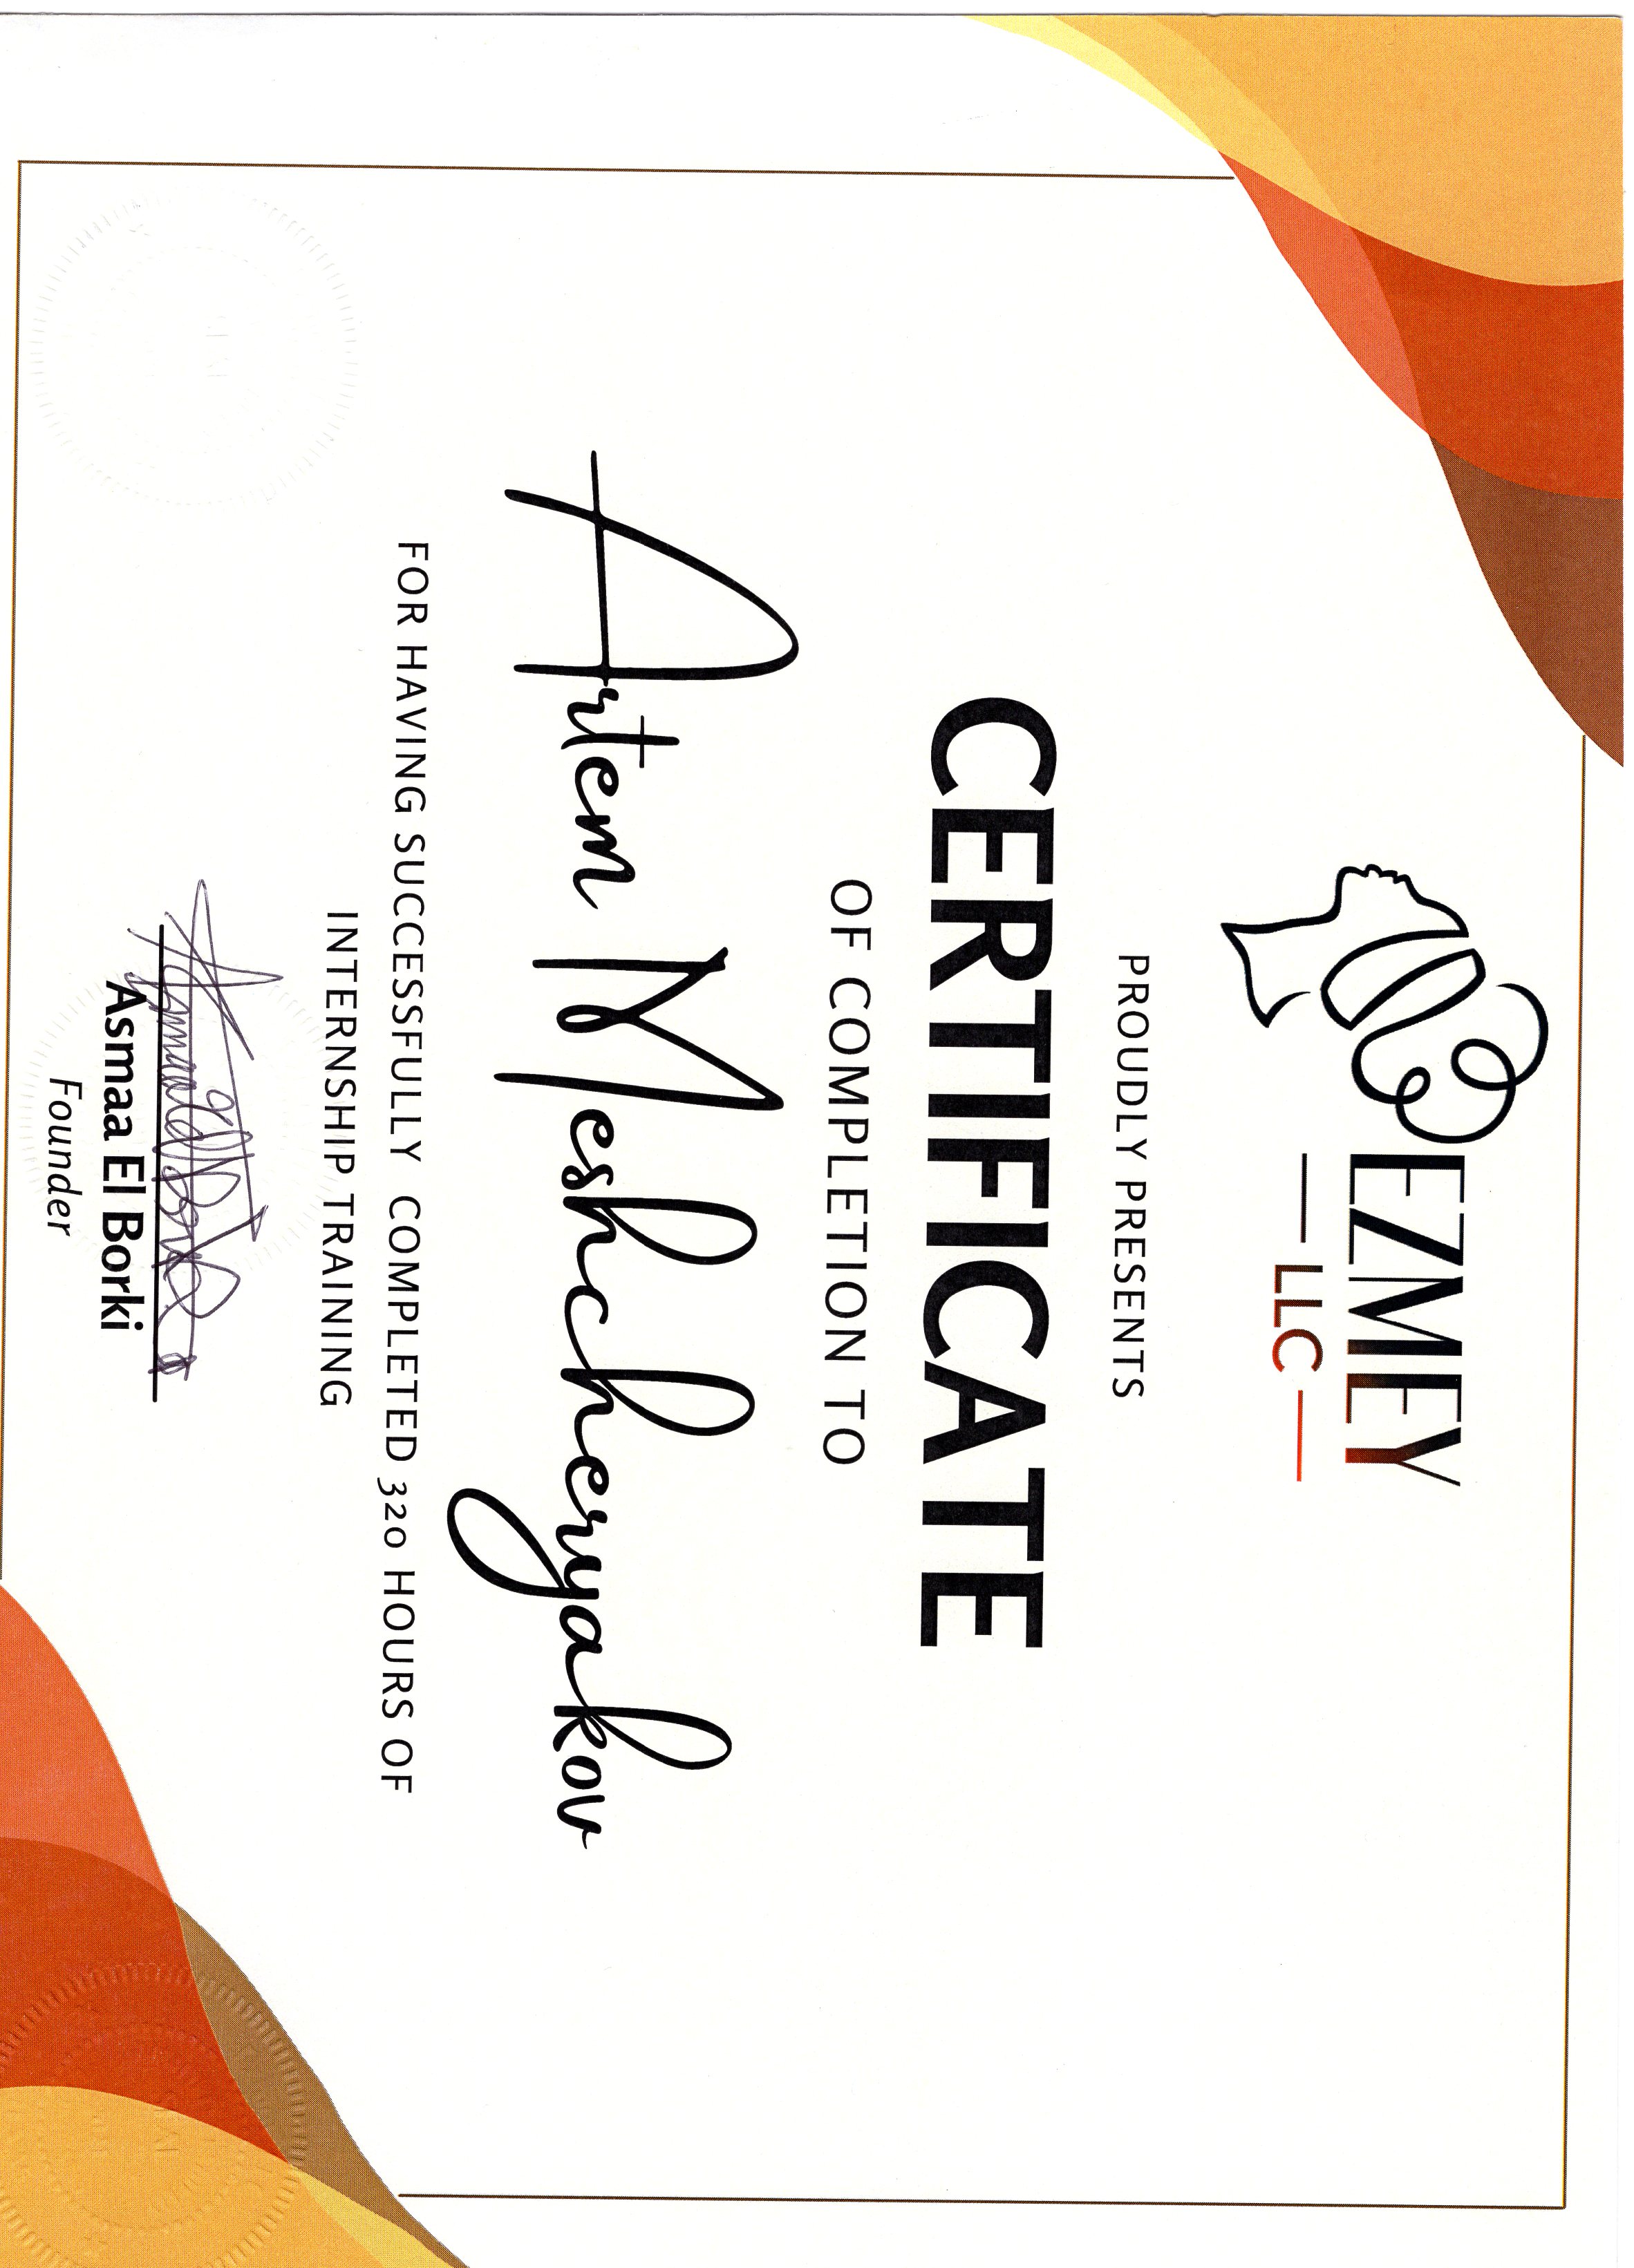 EZMEY
LLC
PROUDLY PRESENTS
CERTIFICATE
OF COMPLETION TO
Artem Meshcheryakov
FOR HAVING SUCCESSFULLY COMPLETED 320 HOURS OF
INTERNSHIP TRAINING
Asmaa El Borki
Founder